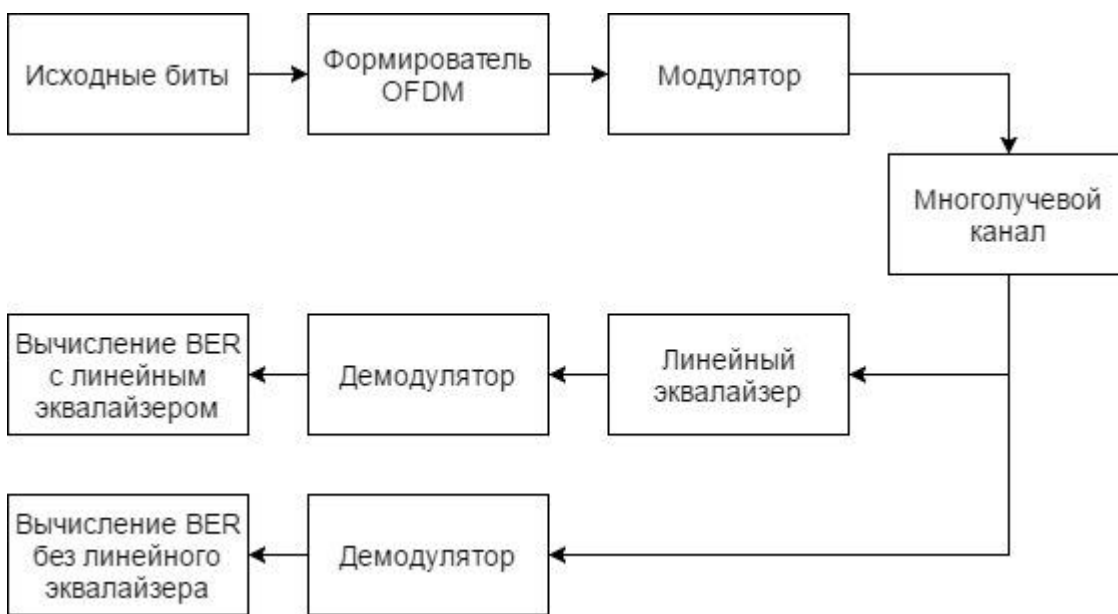 Исходные биты
Формирователь
OFDM
Модулятор
Многолучевой
канал
Вычисление BER
с линейным
эквалайзером
Демодулятор
Линейный
эквалайзер
Вычисление BER
без линейного
эквалайзера
Демодулятор